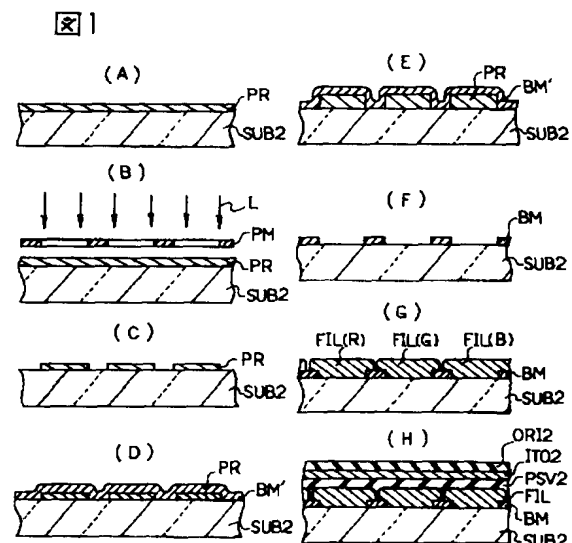 図1
(A)
PR
SUB2
(B)
L
PM
PR
SUB2
(C)
PR
SUB2
(D)
PR
BM'
SUB2
(E)
PR
BM'
SUB2
(F)
BM
SUB2
(G)
FIL(R) FIL(G) FIL(B)
BM
SUB2
(H)
ORI2
ITO2
PSV2
FIL
BM
SUB2